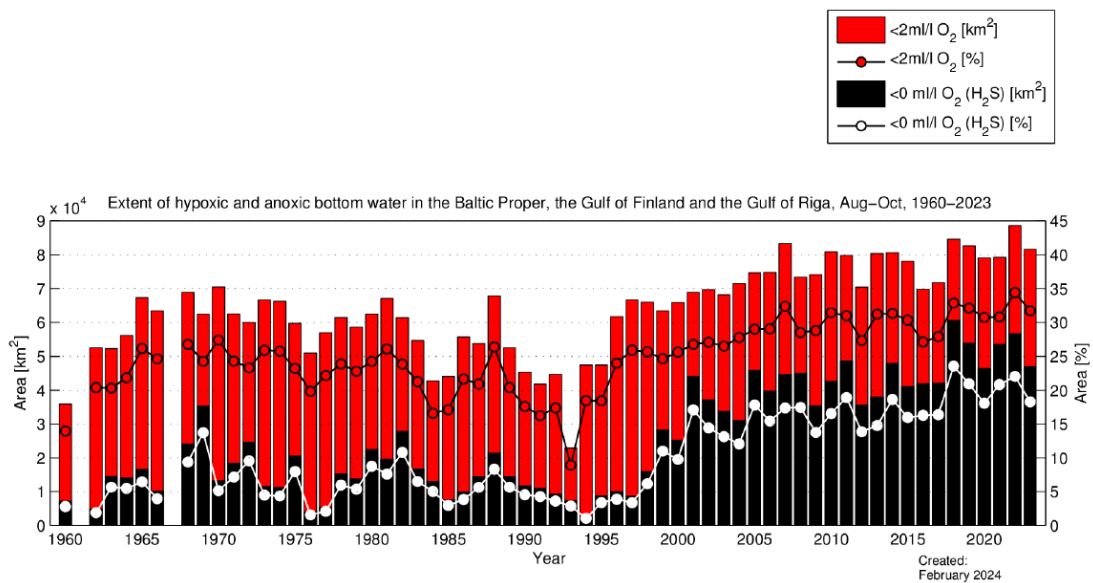 <2ml/l O2 [km2]
<2ml/l O2 [%]
<0 ml/l O2 (H2S) [km2]
<0 ml/l O2 (H2S) [%]
x 10^4
Extent of hypoxic and anoxic bottom water in the Baltic Proper, the Gulf of Finland and the Gulf of Riga, Aug-Oct, 1960-2023
9
8
7
6
5
4
3
2
1
0
Area [km2]
45
40
35
30
25
20
15
10
5
0
Area [%]
1960 1965 1970 1975 1980 1985 1990 1995 2000 2005 2010 2015 2020
Year
Created:
February 2024